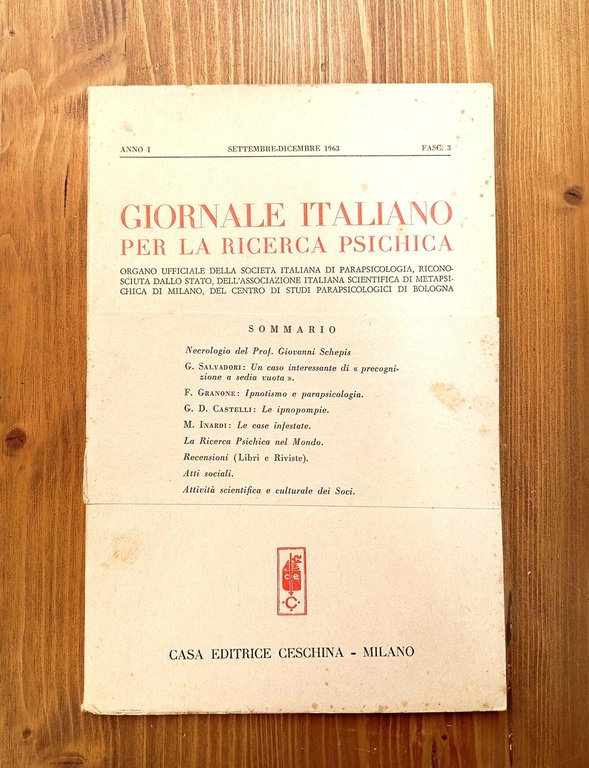 ANNO I SETTEMBRE-DICEMBRE 1963 FASC. 3
GIORNALE ITALIANO
PER LA RICERCA PSICHICA
ORGANO UFFICIALE DELLA SOCIETÀ ITALIANA DI PARAPSICOLOGIA, RICONO-
SCIUTA DALLO STATO, DELL'ASSOCIAZIONE ITALIANA SCIENTIFICA DI METAPSI-
CHICA DI MILANO, DEL CENTRO DI STUDI PARAPSICOLOGICI DI BOLOGNA
SOMMARIO
Necrologio del Prof. Giovanni Schepis
G. SALVADORI: Un caso interessante di « precogni-
zione a sedia vuota ».
F. GRANONE: Ipnotismo e parapsicologia.
G. D. CASTELLI: Le ipnopompie.
M. INARDI: Le case infestate.
La Ricerca Psichica nel Mondo.
Recensioni (Libri e Riviste).
Atti sociali.
Attività scientifica e culturale dei Soci.
c e
C
CASA EDITRICE CESCHINA - MILANO